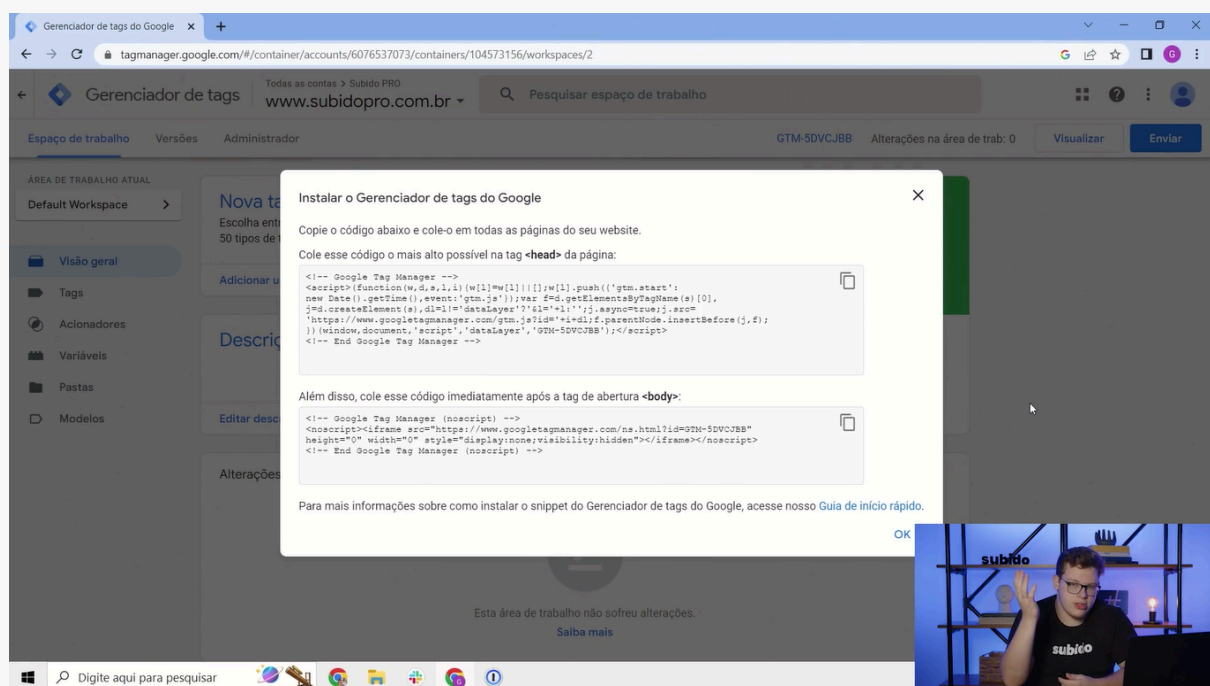 Gerenciador de tags do Google
tagmanager.google.com/#/container/accounts/6076537073/containers/104573156/workspaces/2
G
Gerenciador de tags
Todas as contas > Subido PRO
www.subidopro.com.br
Pesquisar espaço de trabalho
Espaço de trabalho
Versões
Administrador
GTM-5DVCJBB
Alterações na área de trab: 0
Visualizar
Enviar
ÁREA DE TRABALHO ATUAL
Default Workspace
Visão geral
Tags
Acionadores
Variáveis
Pastas
Modelos
Nova ta
Escolha entr
50 tipos de t
Adicionar u
Descriç
Editar desc
Alterações
Instalar o Gerenciador de tags do Google
Copie o código abaixo e cole-o em todas as páginas do seu website.
Cole esse código o mais alto possível na tag <head> da página:
<!-- Google Tag Manager -->
<script>(function(w,d,s,l,i){w[l]=w[l]||[];w[l].push({'gtm.start':
new Date().getTime(),event:'gtm.js'});var f=d.getElementsByTagName(s)[0],
j=d.createElement(s),dl=l!='dataLayer'?'&l='+l:'';j.async=true;j.src=
'https://www.googletagmanager.com/gtm.js?id='+i+dl;f.parentNode.insertBefore(j,f);
})(window,document,'script','dataLayer','GTM-5DVCJBB');</script>
<!-- End Google Tag Manager -->
Além disso, cole esse código imediatamente após a tag de abertura <body>:
<!-- Google Tag Manager (noscript) -->
<noscript><iframe src="https://www.googletagmanager.com/ns.html?id=GTM-5DVCJBB"
height="0" width="0" style="display:none;visibility:hidden"></iframe></noscript>
<!-- End Google Tag Manager (noscript) -->
Para mais informações sobre como instalar o snippet do Gerenciador de tags do Google, acesse nosso Guia de início rápido.
OK
Esta área de trabalho não sofreu alterações.
Saiba mais
subido
subido
Digite aqui para pesquisar